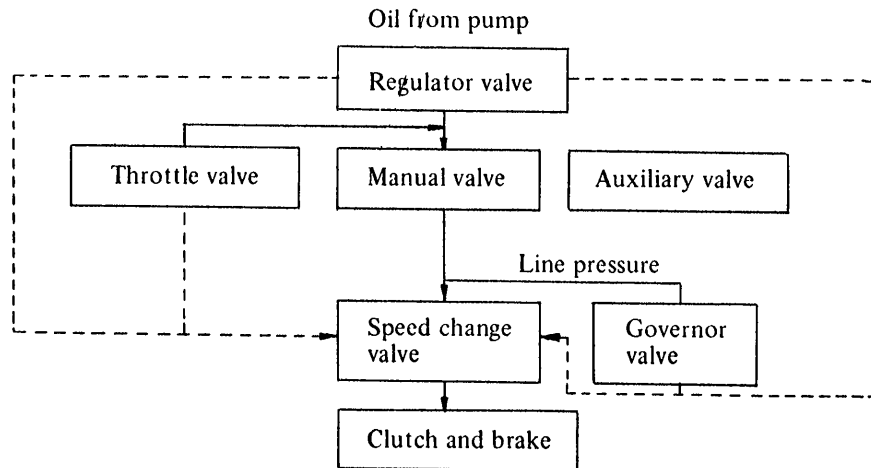 Oil from pump
Regulator valve
Throttle valve
Manual valve
Auxiliary valve
Line pressure
Speed change
valve
Governor
valve
Clutch and brake